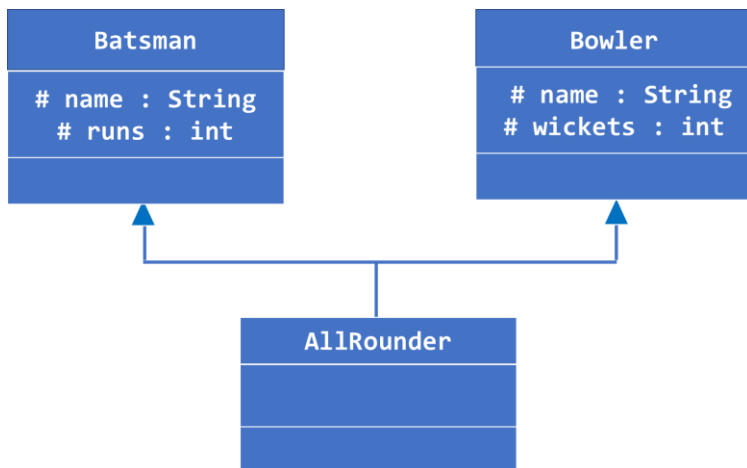 Batsman
# name : String
# runs : int
Bowler
# name : String
# wickets : int
AllRounder